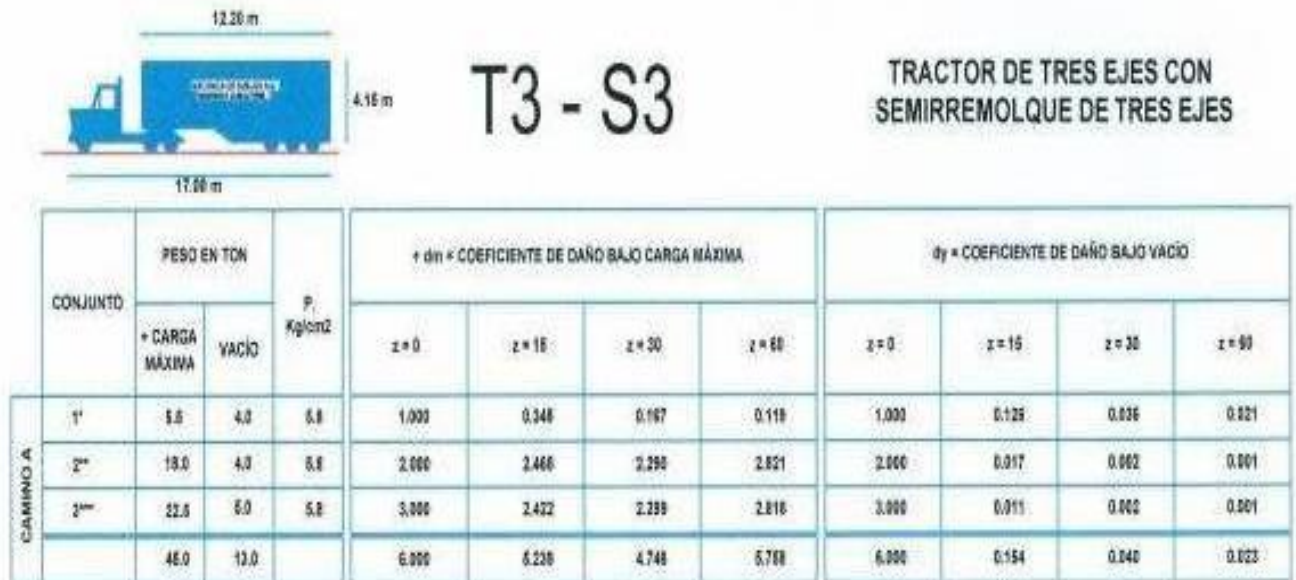 12.20 m
4.15 m
17.00 m
T3 - S3
TRACTOR DE TRES EJES CON
SEMIRREMOLQUE DE TRES EJES
CONJUNTO
PESO EN TON
+ CARGA
MÁXIMA
VACÍO
P,
Kg/cm2
+ dm = COEFICIENTE DE DAÑO BAJO CARGA MÁXIMA
z = 0 z = 15 z = 30 z = 60
dy = COEFICIENTE DE DAÑO BAJO VACÍO
z = 0 z = 15 z = 30 z = 60
CAMINO A
1* 5.5 4.0 5.8 1.000 0.348 0.167 0.119 1.000 0.126 0.036 0.021
2** 18.0 4.0 5.8 2.000 2.466 2.290 2.821 2.000 0.017 0.002 0.001
3*** 22.5 5.0 5.8 3.000 2.422 2.289 2.818 3.000 0.011 0.002 0.001
46.0 13.0 6.000 5.236 4.746 5.758 6.000 0.154 0.040 0.023